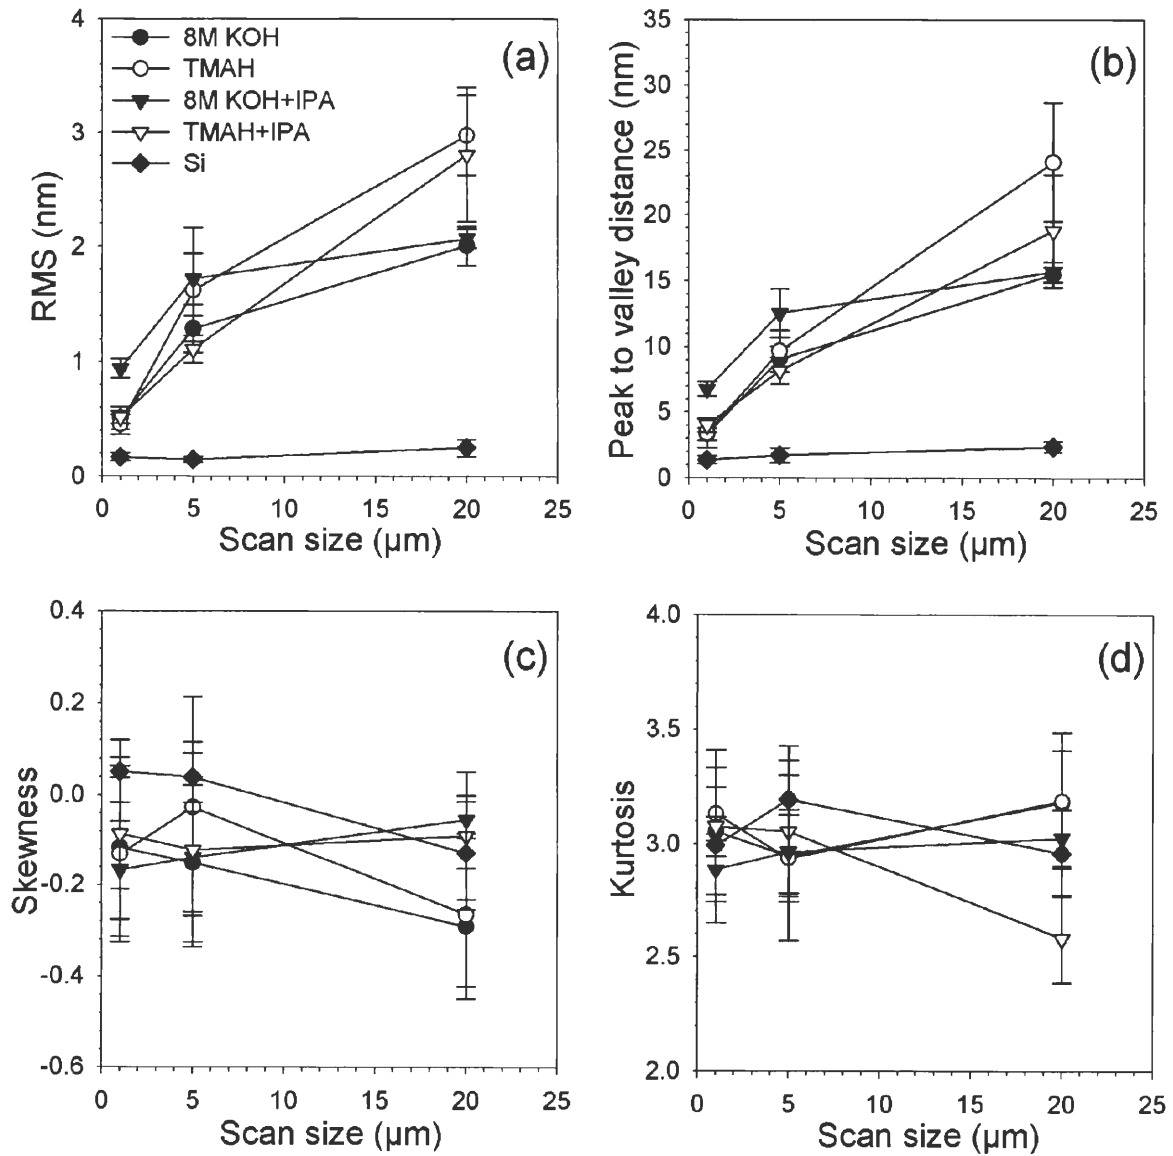 4
3
2
1
0
RMS (nm)
8M KOH
TMAH
8M KOH+IPA
TMAH+IPA
Si
(a)
0 5 10 15 20 25
Scan size (µm)
35
30
25
20
15
10
5
0
Peak to valley distance (nm)
(b)
0 5 10 15 20 25
Scan size (µm)
0.4
0.2
0.0
-0.2
-0.4
-0.6
Skewness
(c)
0 5 10 15 20 25
Scan size (µm)
4.0
3.5
3.0
2.5
2.0
Kurtosis
(d)
0 5 10 15 20 25
Scan size (µm)